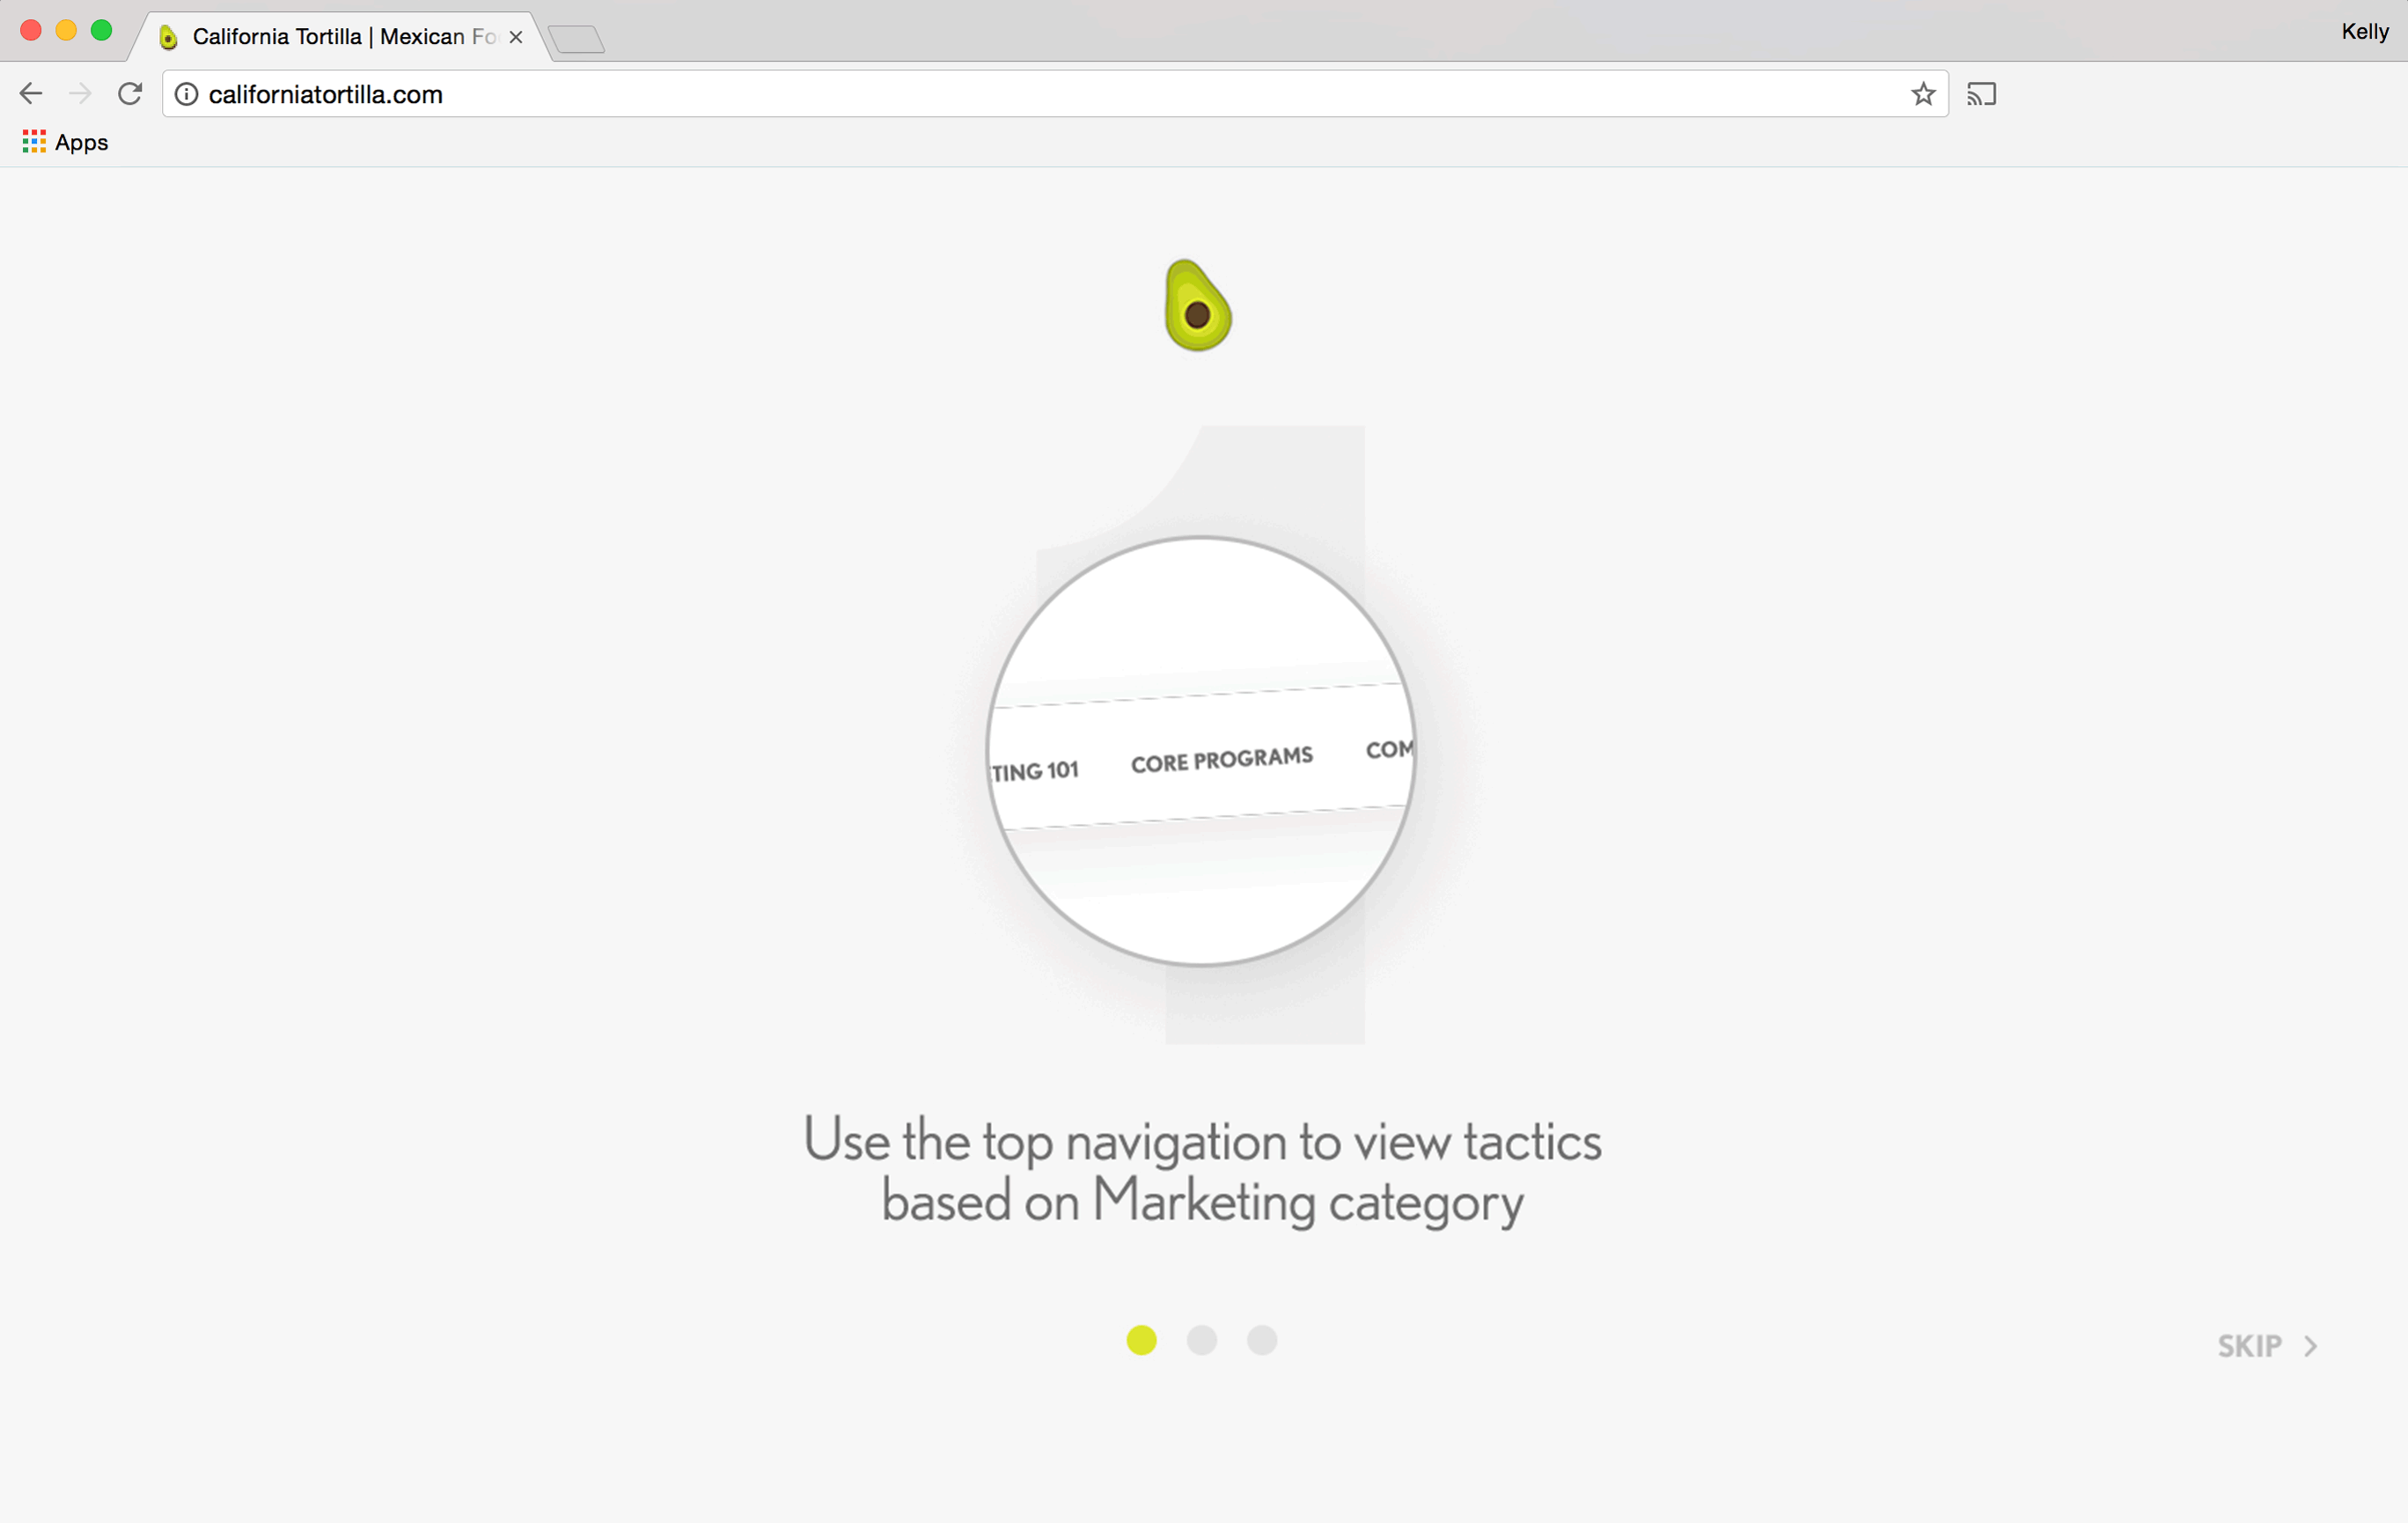 California Tortilla | Mexican
Kelly
californiatortilla.com
Apps
1
TING 101
CORE PROGRAMS
COM
Use the top navigation to view tactics
based on Marketing category
SKIP